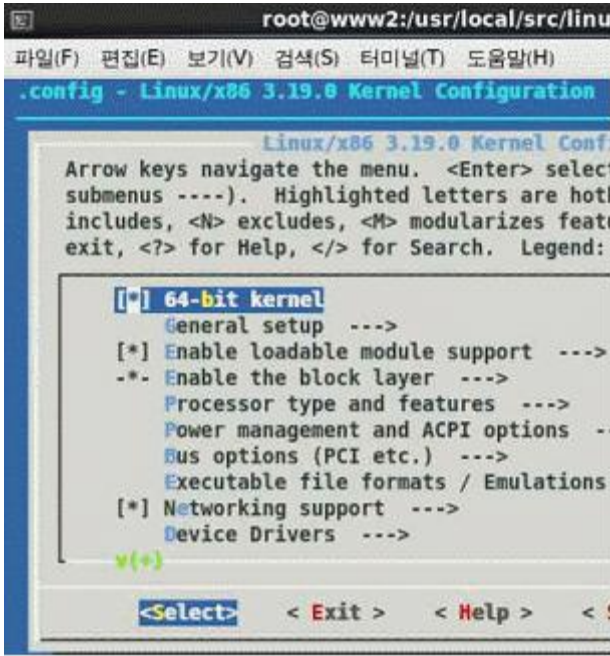 root@www2:/usr/local/src/linu
파일(F) 편집(E) 보기(V) 검색(S) 터미널(T) 도움말(H)
.config - Linux/x86 3.19.0 Kernel Configuration
Linux/x86 3.19.0 Kernel Confi
Arrow keys navigate the menu. <Enter> select
submenus ----). Highlighted letters are hotk
includes, <N> excludes, <M> modularizes featu
exit, <?> for Help, </> for Search. Legend:
[*] 64-bit kernel
General setup --->
[*] Enable loadable module support --->
-*- Enable the block layer --->
Processor type and features --->
Power management and ACPI options -
Bus options (PCI etc.) --->
Executable file formats / Emulations
[*] Networking support --->
Device Drivers --->
v(+)
<Select> < Exit > < Help > < S